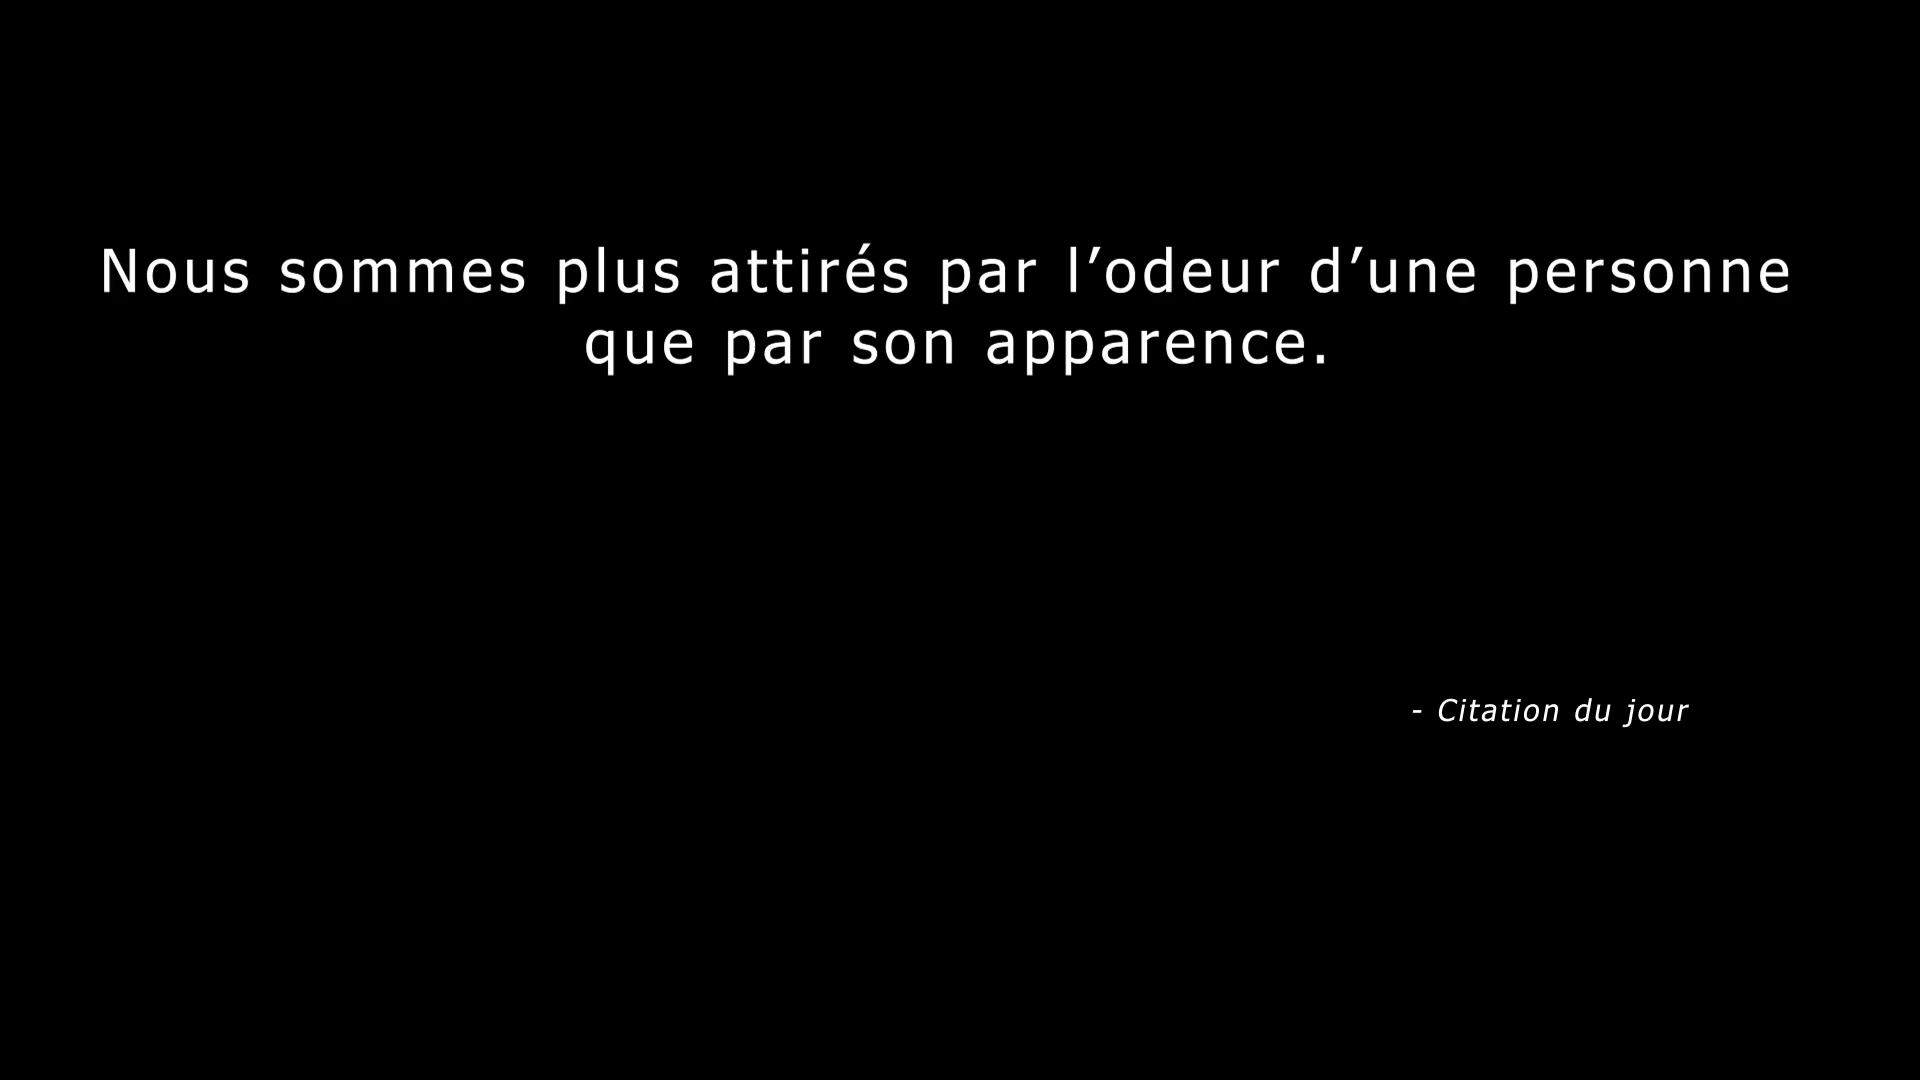 Nous sommes plus attirés par l’odeur d’une personne
que par son apparence.
- Citation du jour